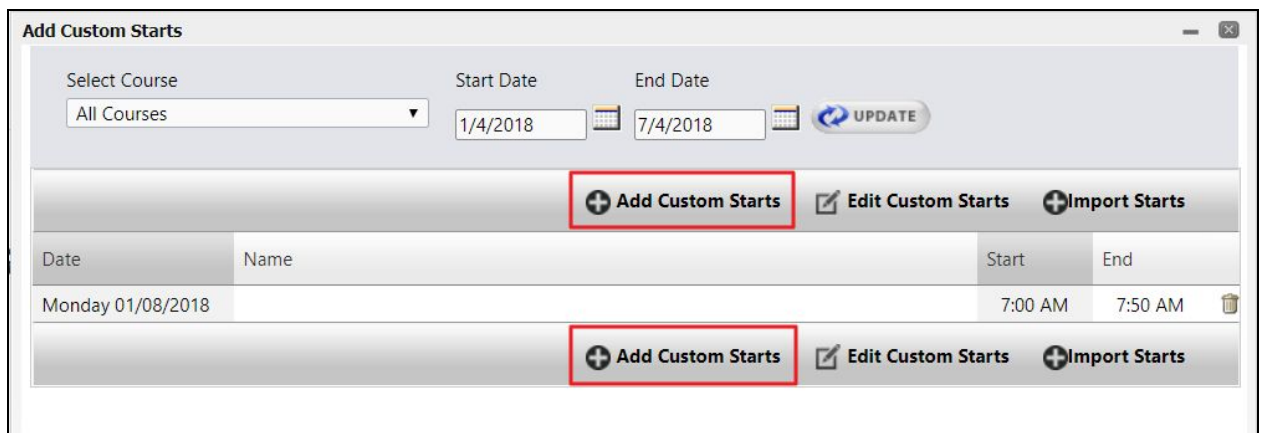 Add Custom Starts
Select Course Start Date End Date
All Courses 1/4/2018 7/4/2018 UPDATE
Add Custom Starts Edit Custom Starts Import Starts
Date Name Start End
Monday 01/08/2018 7:00 AM 7:50 AM
Add Custom Starts Edit Custom Starts Import Starts